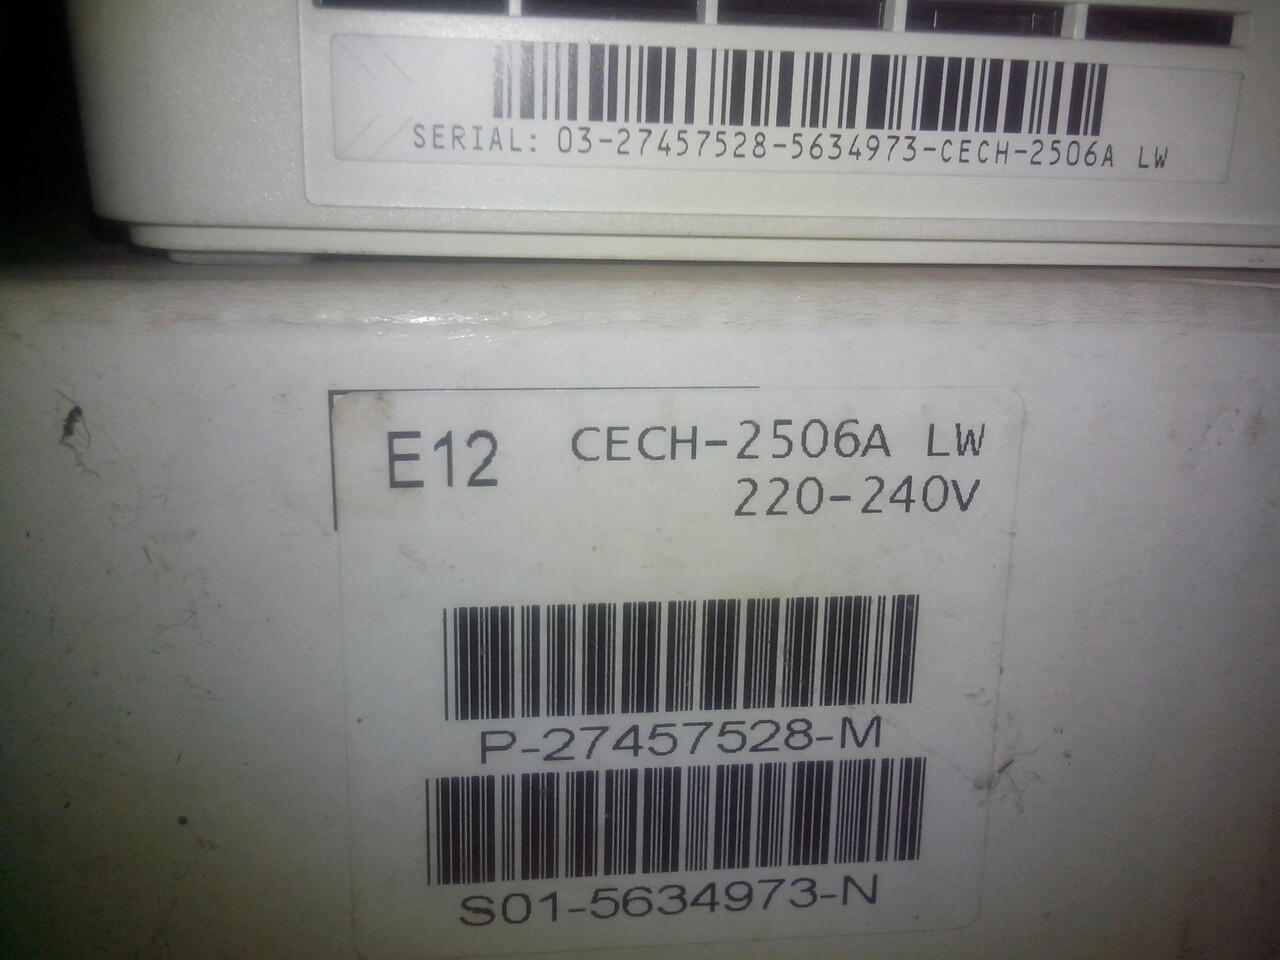 SERIAL: 03-27457528-5634973-CECH-2506A LW
E12
CECH-2506A LW
220-240V
P-27457528-M
S01-5634973-N